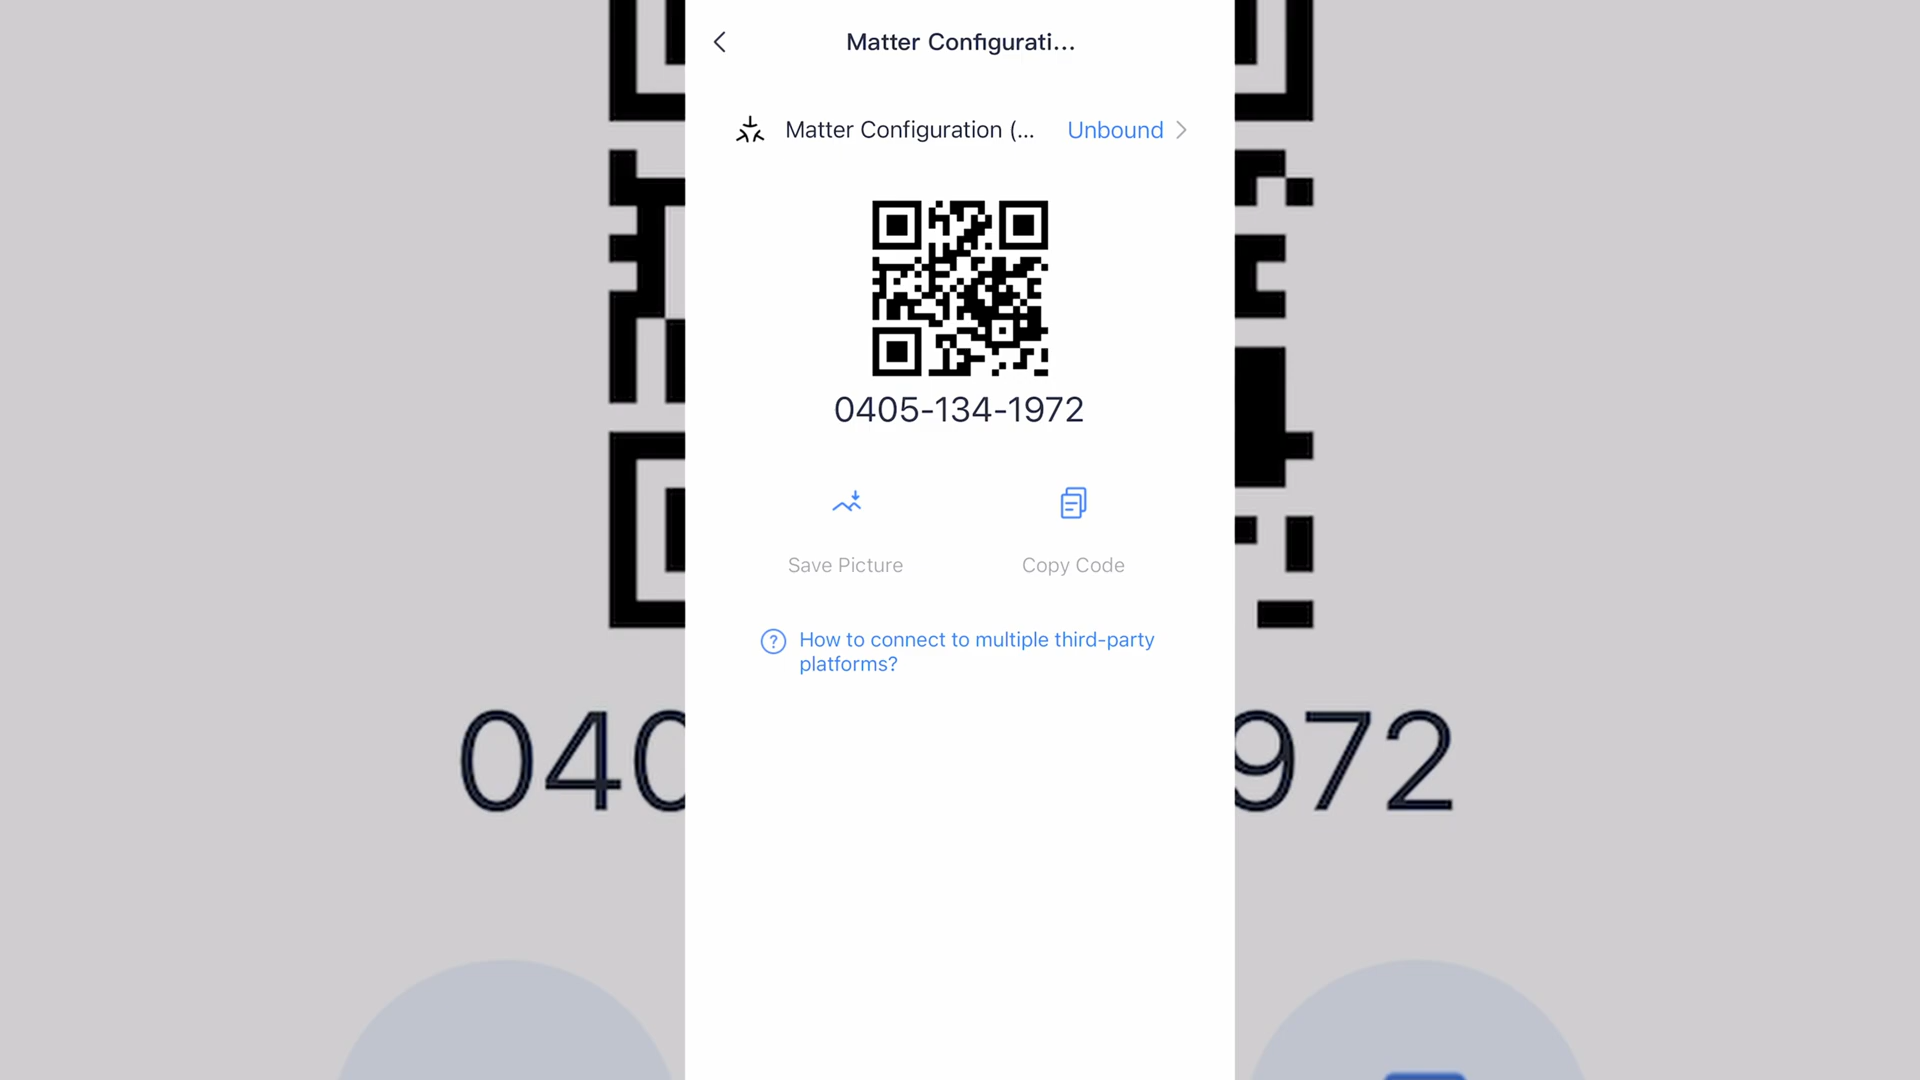 Matter Configurati...
Matter Configuration (... Unbound
0405-134-1972
Save Picture Copy Code
How to connect to multiple third-party
platforms?
040 972